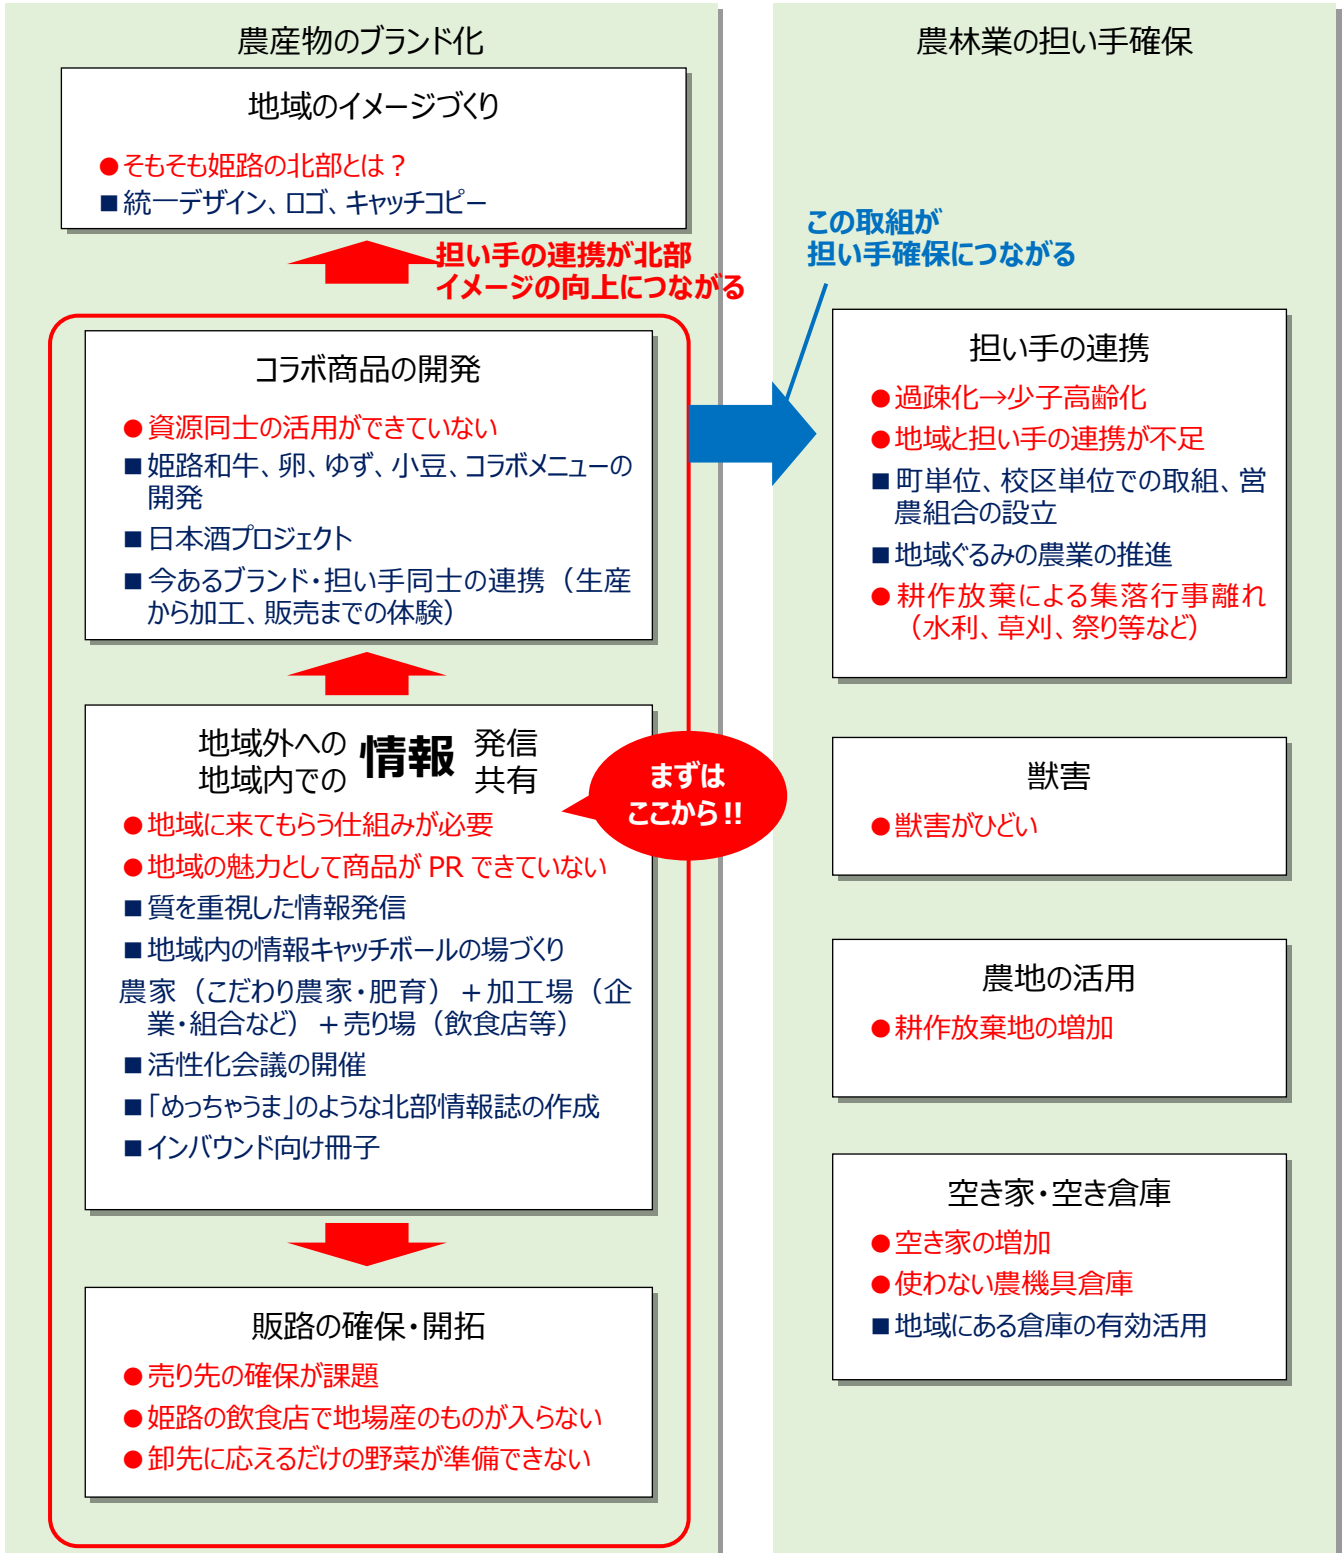 農産物のブランド化
地域のイメージづくり
●そもそも姫路の北部とは？
■統一デザイン、ロゴ、キャッチコピー
担い手の連携が北部
イメージの向上につながる
コラボ商品の開発
●資源同士の活用ができていない
■姫路和牛、卵、ゆず、小豆、コラボメニューの
開発
■日本酒プロジェクト
■今あるブランド・担い手同士の連携（生産
から加工、販売までの体験）
地域外への 情報 発信
地域内での 共有
まずは
ここから!!
●地域に来てもらう仕組みが必要
●地域の魅力として商品が PR できていない
■質を重視した情報発信
■地域内の情報キャッチボールの場づくり
農家（こだわり農家・肥育）＋加工場（企
業・組合など）＋売り場（飲食店等）
■活性化会議の開催
■「めっちゃうま」のような北部情報誌の作成
■インバウンド向け冊子
販路の確保・開拓
●売り先の確保が課題
●姫路の飲食店で地場産のものが入らない
●卸先に応えるだけの野菜が準備できない
農林業の担い手確保
この取組が
担い手確保につながる
担い手の連携
●過疎化→少子高齢化
●地域と担い手の連携が不足
■町単位、校区単位での取組、営
農組合の設立
■地域ぐるみの農業の推進
●耕作放棄による集落行事離れ
（水利、草刈、祭り等など）
獣害
●獣害がひどい
農地の活用
●耕作放棄地の増加
空き家・空き倉庫
●空き家の増加
●使わない農機具倉庫
■地域にある倉庫の有効活用